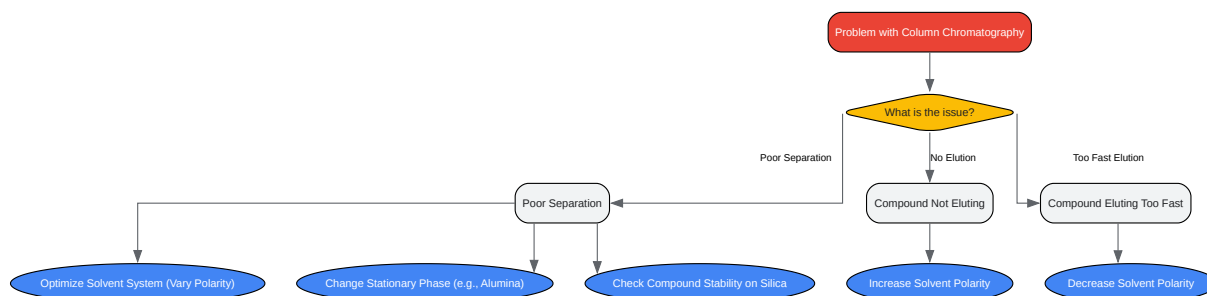 Problem with Column Chromatography
What is the issue?
Poor Separation
No Elution
Too Fast Elution
Poor Separation
Compound Not Eluting
Compound Eluting Too Fast
Optimize Solvent System (Vary Polarity)
Change Stationary Phase (e.g., Alumina)
Check Compound Stability on Silica
Increase Solvent Polarity
Decrease Solvent Polarity